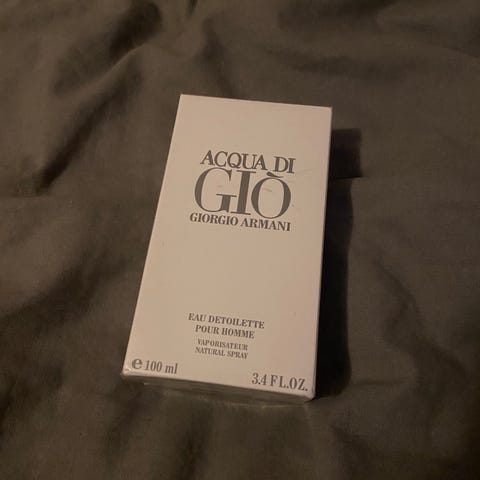 ACQUA DI
GIÒ
GIORGIO ARMANI
EAU DETOILETTE
POUR HOMME
VAPORISATEUR
NATURAL SPRAY
℮ 100 ml
3.4 FL.OZ.